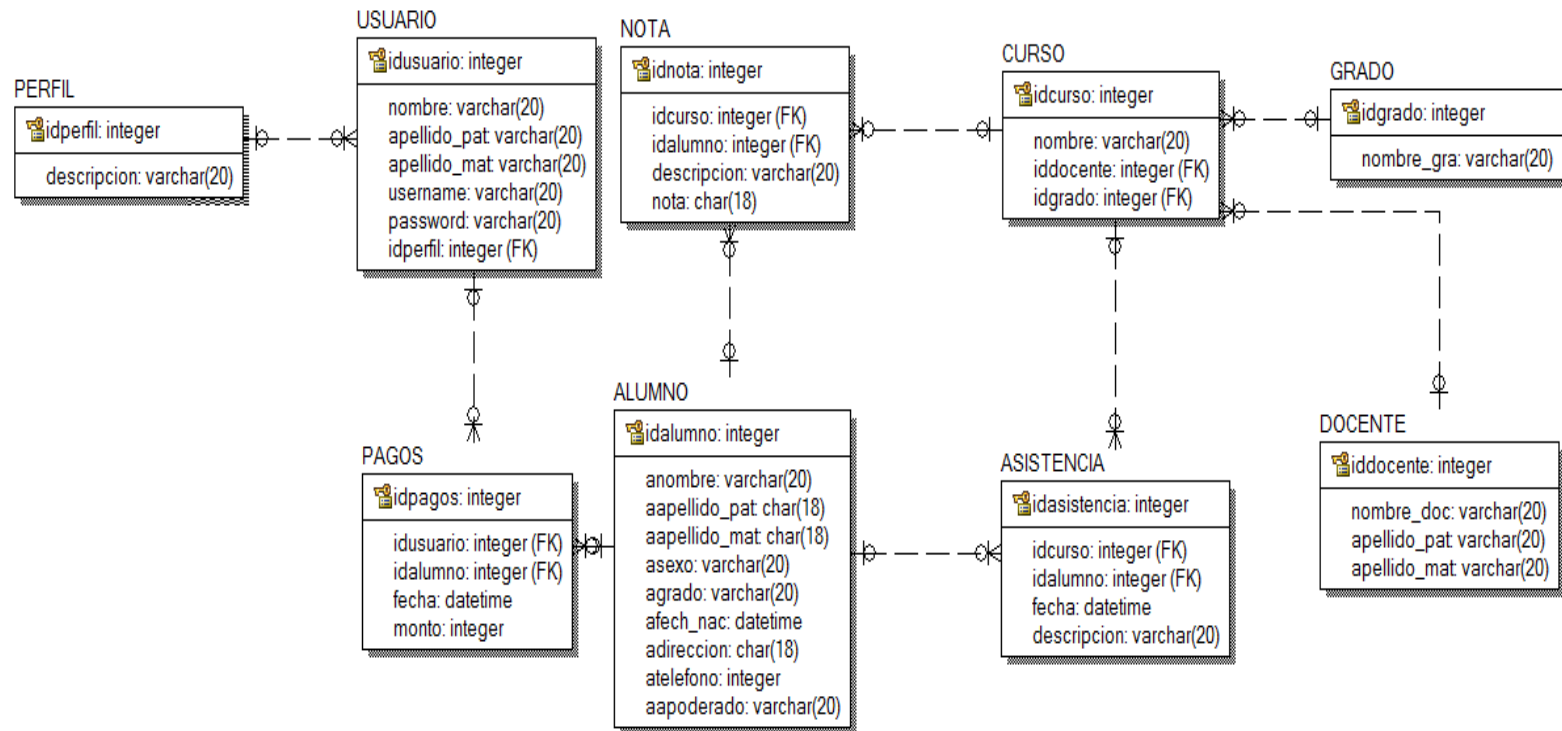 PERFIL
idperfil: integer
descripcion: varchar(20)
USUARIO
idusuario: integer
nombre: varchar(20)
apellido_pat: varchar(20)
apellido_mat: varchar(20)
username: varchar(20)
password: varchar(20)
idperfil: integer (FK)
NOTA
idnota: integer
idcurso: integer (FK)
idalumno: integer (FK)
descripcion: varchar(20)
nota: char(18)
CURSO
idcurso: integer
nombre: varchar(20)
iddocente: integer (FK)
idgrado: integer (FK)
GRADO
idgrado: integer
nombre_gra: varchar(20)
PAGOS
idpagos: integer
idusuario: integer (FK)
idalumno: integer (FK)
fecha: datetime
monto: integer
ALUMNO
idalumno: integer
anombre: varchar(20)
aapellido_pat: char(18)
aapellido_mat: char(18)
asexo: varchar(20)
agrado: varchar(20)
afech_nac: datetime
adireccion: char(18)
atelefono: integer
aapoderado: varchar(20)
ASISTENCIA
idasistencia: integer
idcurso: integer (FK)
idalumno: integer (FK)
fecha: datetime
descripcion: varchar(20)
DOCENTE
iddocente: integer
nombre_doc: varchar(20)
apellido_pat: varchar(20)
apellido_mat: varchar(20)